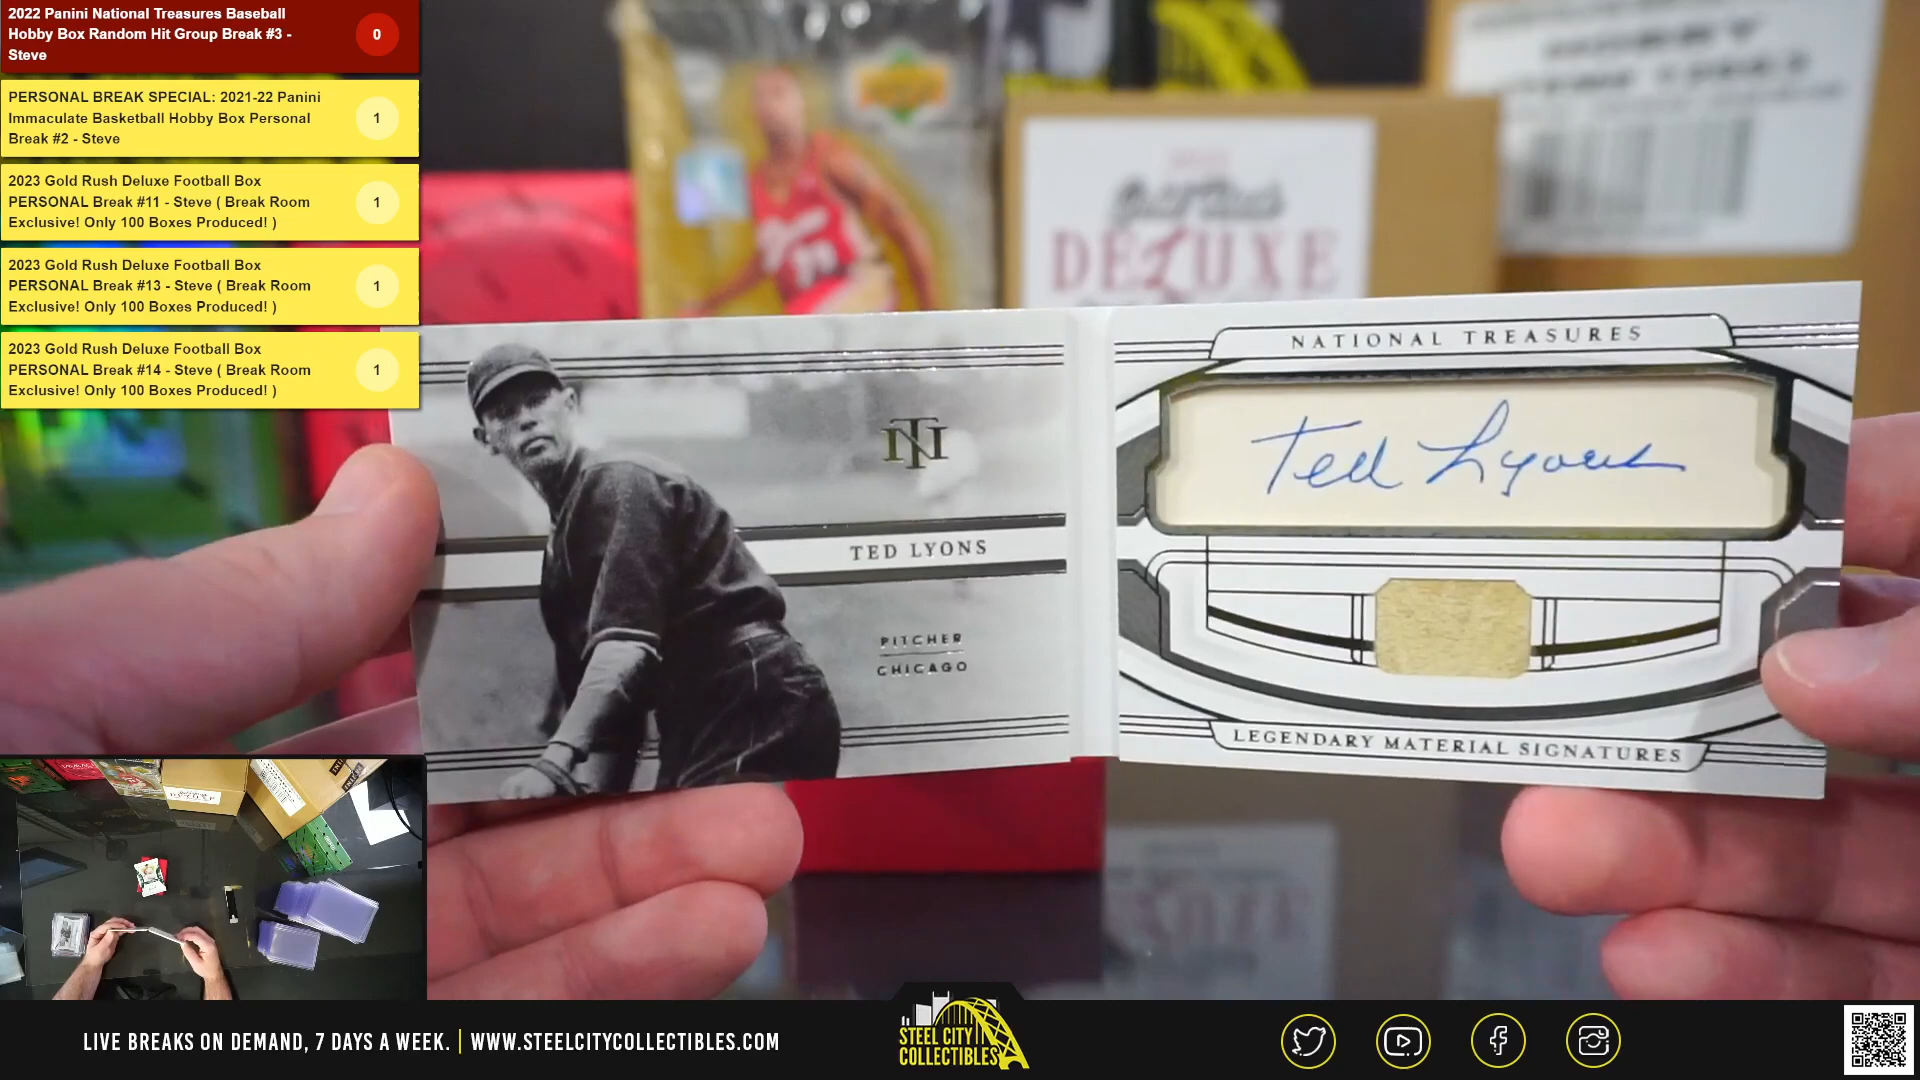 2022 Panini National Treasures Baseball
Hobby Box Random Hit Group Break #3 -
Steve
0
PERSONAL BREAK SPECIAL: 2021-22 Panini
Immaculate Basketball Hobby Box Personal
Break #2 - Steve
1
2023 Gold Rush Deluxe Football Box
PERSONAL Break #11 - Steve ( Break Room
Exclusive! Only 100 Boxes Produced! )
1
2023 Gold Rush Deluxe Football Box
PERSONAL Break #13 - Steve ( Break Room
Exclusive! Only 100 Boxes Produced! )
1
2023 Gold Rush Deluxe Football Box
PERSONAL Break #14 - Steve ( Break Room
Exclusive! Only 100 Boxes Produced! )
1
DELUXE
NT
TED LYONS
PITCHER
CHICAGO
NATIONAL TREASURES
Ted Lyons
LEGENDARY MATERIAL SIGNATURES
LIVE BREAKS ON DEMAND, 7 DAYS A WEEK. | WWW.STEELCITYCOLLECTIBLES.COM
STEEL CITY
COLLECTIBLES